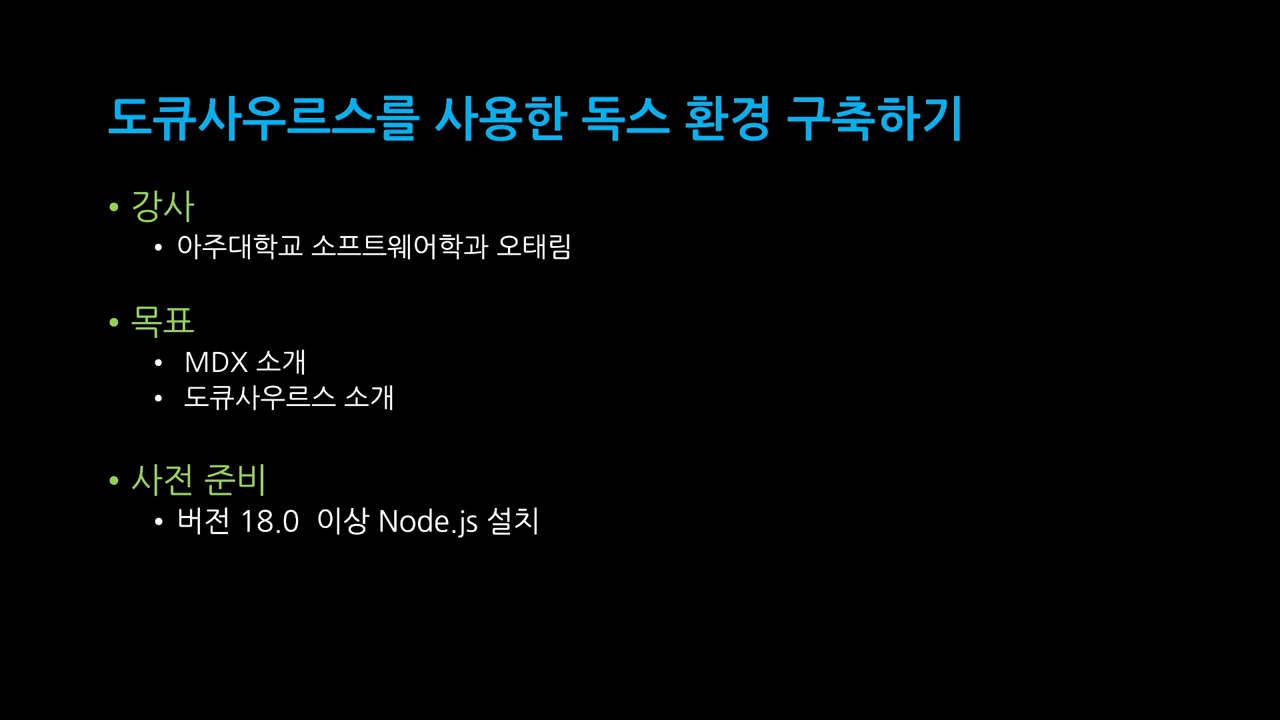 도큐사우르스를 사용한 독스 환경 구축하기
• 강사
• 아주대학교 소프트웨어학과 오태림
• 목표
• MDX 소개
• 도큐사우르스 소개
• 사전 준비
• 버전 18.0 이상 Node.js 설치